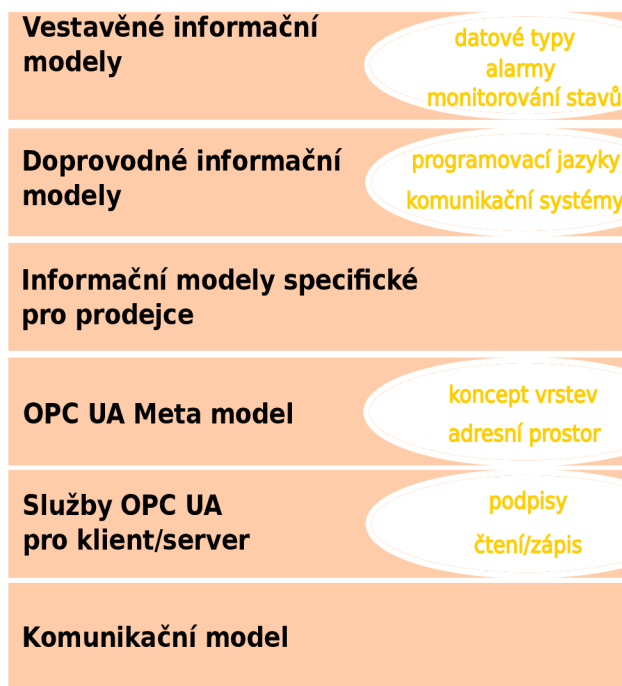 Vestavěné informační
modely
datové typy
alarmy
monitorování stavů
Doprovodné informační
modely
programovací jazyky
komunikační systémy
Informační modely specifické
pro prodejce
OPC UA Meta model
koncept vrstev
adresní prostor
Služby OPC UA
pro klient/server
podpisy
čtení/zápis
Komunikační model